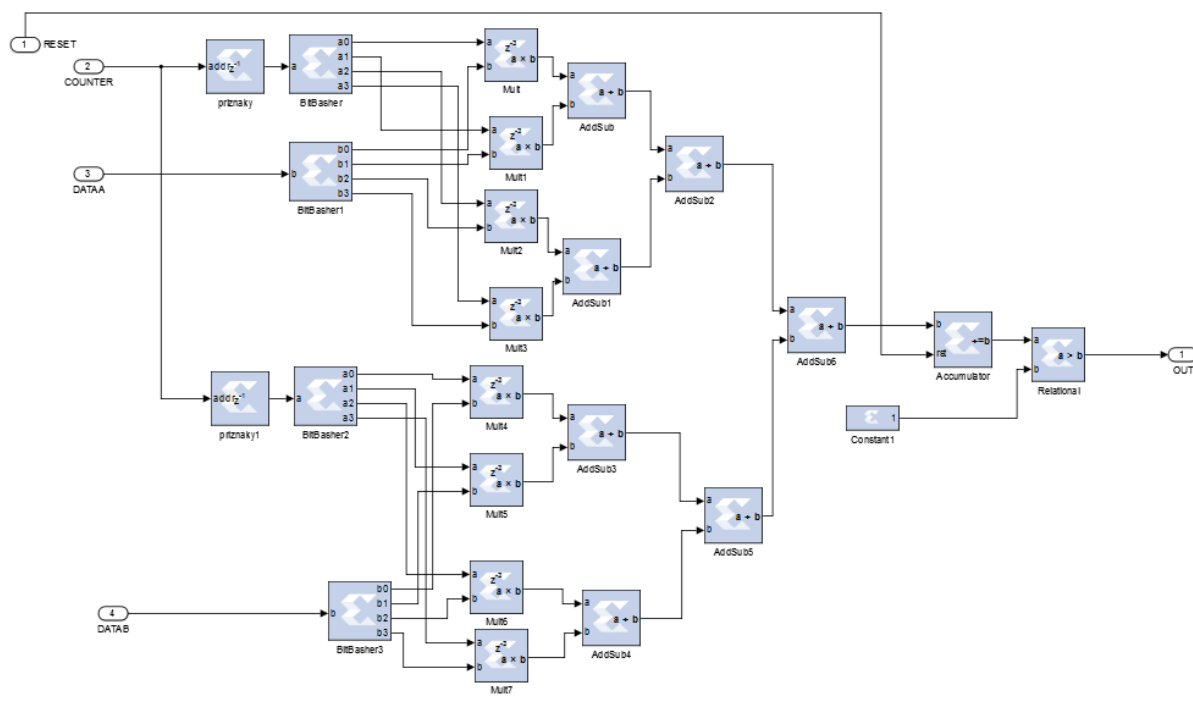 1
RESET
2
COUNTER
addr z⁻¹
priznaky
a
a0
a1
a2
a3
BitBasher
a
b
z⁻³
a × b
Mult
a
b
a + b
AddSub
3
DATAA
b
b0
b1
b2
b3
BitBasher1
a
b
z⁻³
a × b
Mult1
a
b
a + b
AddSub2
a
b
z⁻³
a × b
Mult2
a
b
a + b
AddSub1
a
b
z⁻³
a × b
Mult3
a
b
a + b
AddSub6
b
rst
+=b
Accumulator
a
b
a > b
Relational
1
OUT
1
Constant1
addr z⁻¹
priznaky1
a
a0
a1
a2
a3
BitBasher2
a
b
z⁻³
a × b
Mult4
a
b
a + b
AddSub3
a
b
z⁻³
a × b
Mult5
a
b
a + b
AddSub5
4
DATAB
b
b0
b1
b2
b3
BitBasher3
a
b
z⁻³
a × b
Mult6
a
b
a + b
AddSub4
a
b
z⁻³
a × b
Mult7